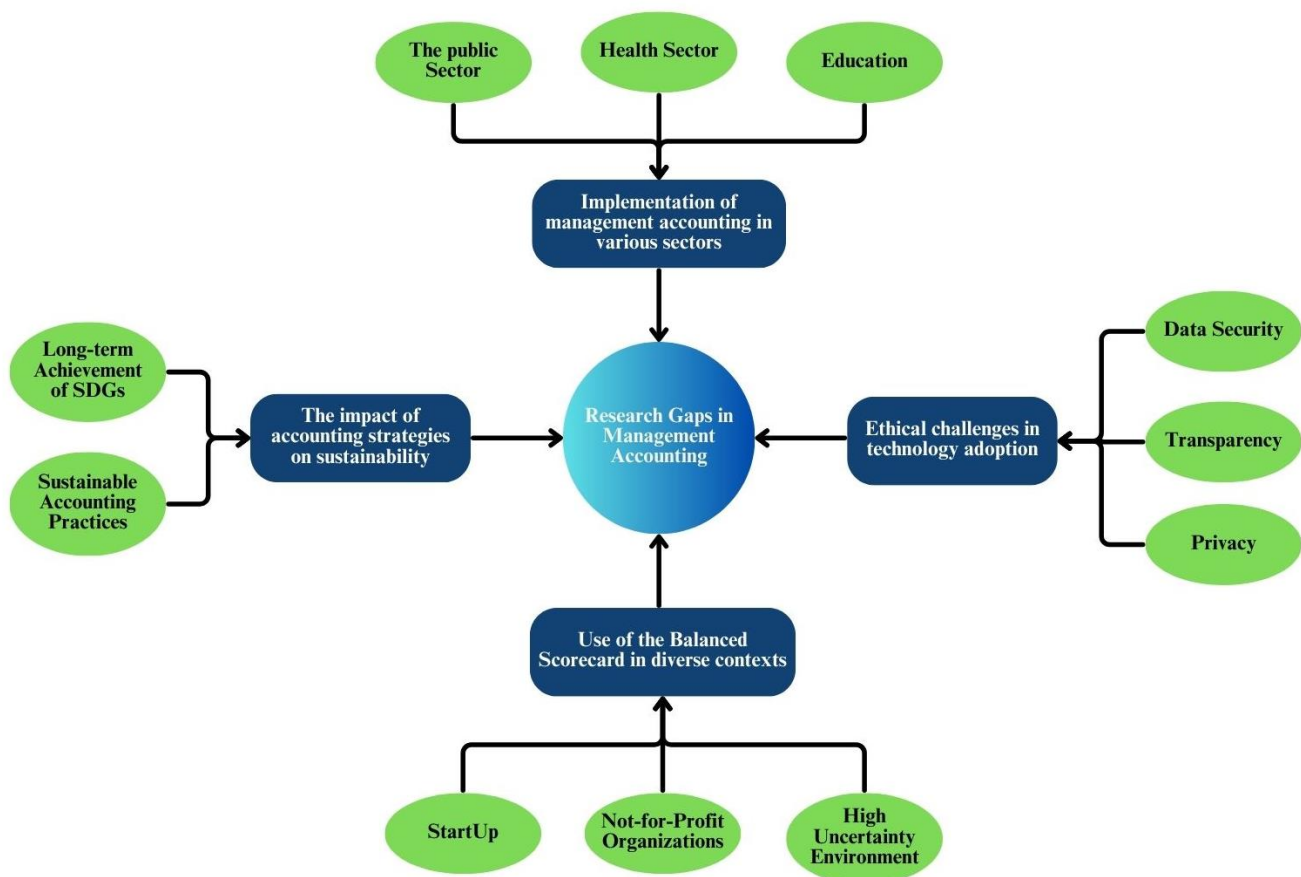 The public
Sector
Health Sector
Education
Implementation of
management accounting in
various sectors
Long-term
Achievement
of SDGs
Sustainable
Accounting
Practices
The impact of
accounting strategies
on sustainability
Research Gaps in
Management
Accounting
Ethical challenges in
technology adoption
Data Security
Transparency
Privacy
Use of the Balanced
Scorecard in diverse contexts
StartUp
Not-for-Profit
Organizations
High
Uncertainty
Environment